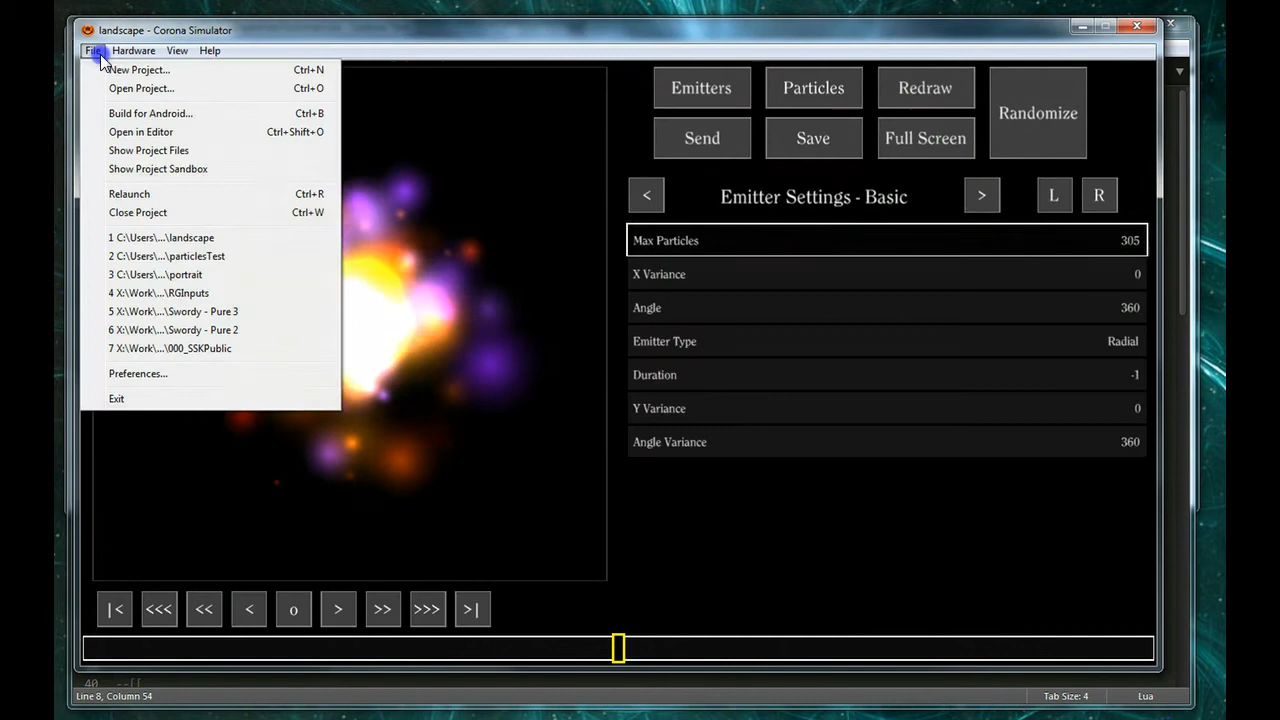 landscape - Corona Simulator
File Hardware View Help
New Project... Ctrl+N
Open Project... Ctrl+O
Build for Android... Ctrl+B
Open in Editor Ctrl+Shift+O
Show Project Files
Show Project Sandbox
Relaunch Ctrl+R
Close Project Ctrl+W
1 C:\Users\...\landscape
2 C:\Users\...\particlesTest
3 C:\Users\...\portrait
4 X:\Work\...\RGInputs
5 X:\Work\...\Swordy - Pure 3
6 X:\Work\...\Swordy - Pure 2
7 X:\Work\...\000_SSKPublic
Preferences...
Exit
Emitters Particles Redraw Randomize
Send Save Full Screen
< Emitter Settings - Basic > L R
Max Particles 305
X Variance 0
Angle 360
Emitter Type Radial
Duration -1
Y Variance 0
Angle Variance 360
|< <<< << < o > >> >>> >|
40 --[[
Line 8, Column 54 Tab Size: 4 Lua